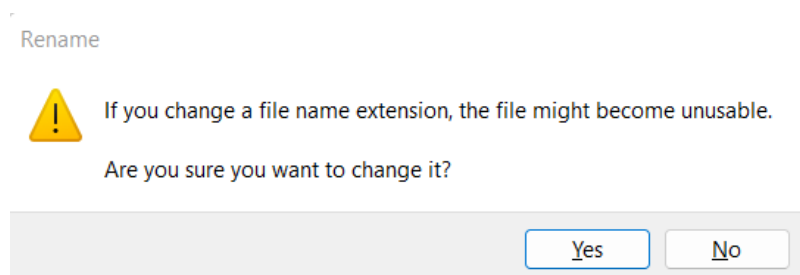 Rename
If you change a file name extension, the file might become unusable.
Are you sure you want to change it?
Yes
No